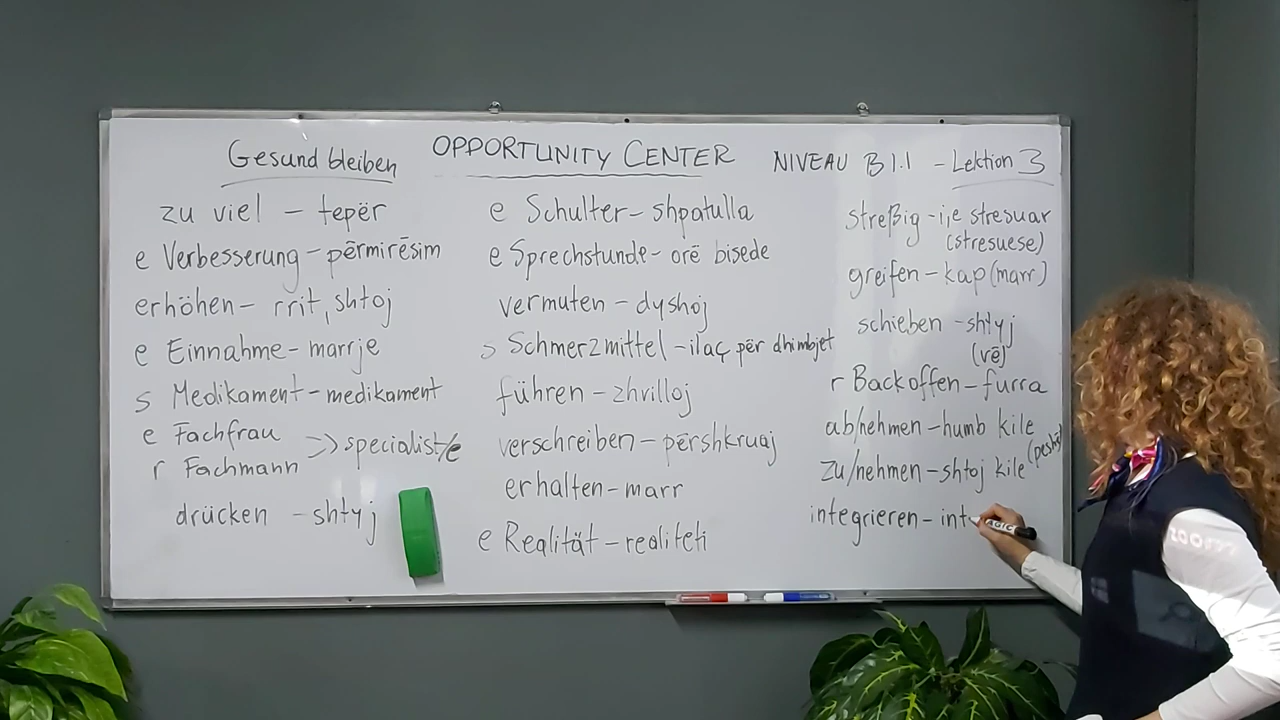 Gesund bleiben
OPPORTUNITY CENTER
NIVEAU B1.1 - Lektion 3
zu viel - tepër
e Verbesserung - përmirësim
erhöhen - rrit, shtoj
e Einnahme - marrje
s Medikament - medikament
e Fachfrau
r Fachmann
>> specialist/e
drücken - shtyj
e Schulter - shpatulla
e Sprechstunde - orë bisede
vermuten - dyshoj
s Schmerzmittel - ilaç për dhimbjet
führen - zhvilloj
verschreiben - përshkruaj
erhalten - marr
e Realität - realiteti
streßig - i,e stresuar
(stresuese)
greifen - kap (marr)
schieben - shtyj
(vë)
r Backoffen - furra
ab/nehmen - humb kile
zu/nehmen - shtoj kile
integrieren - int